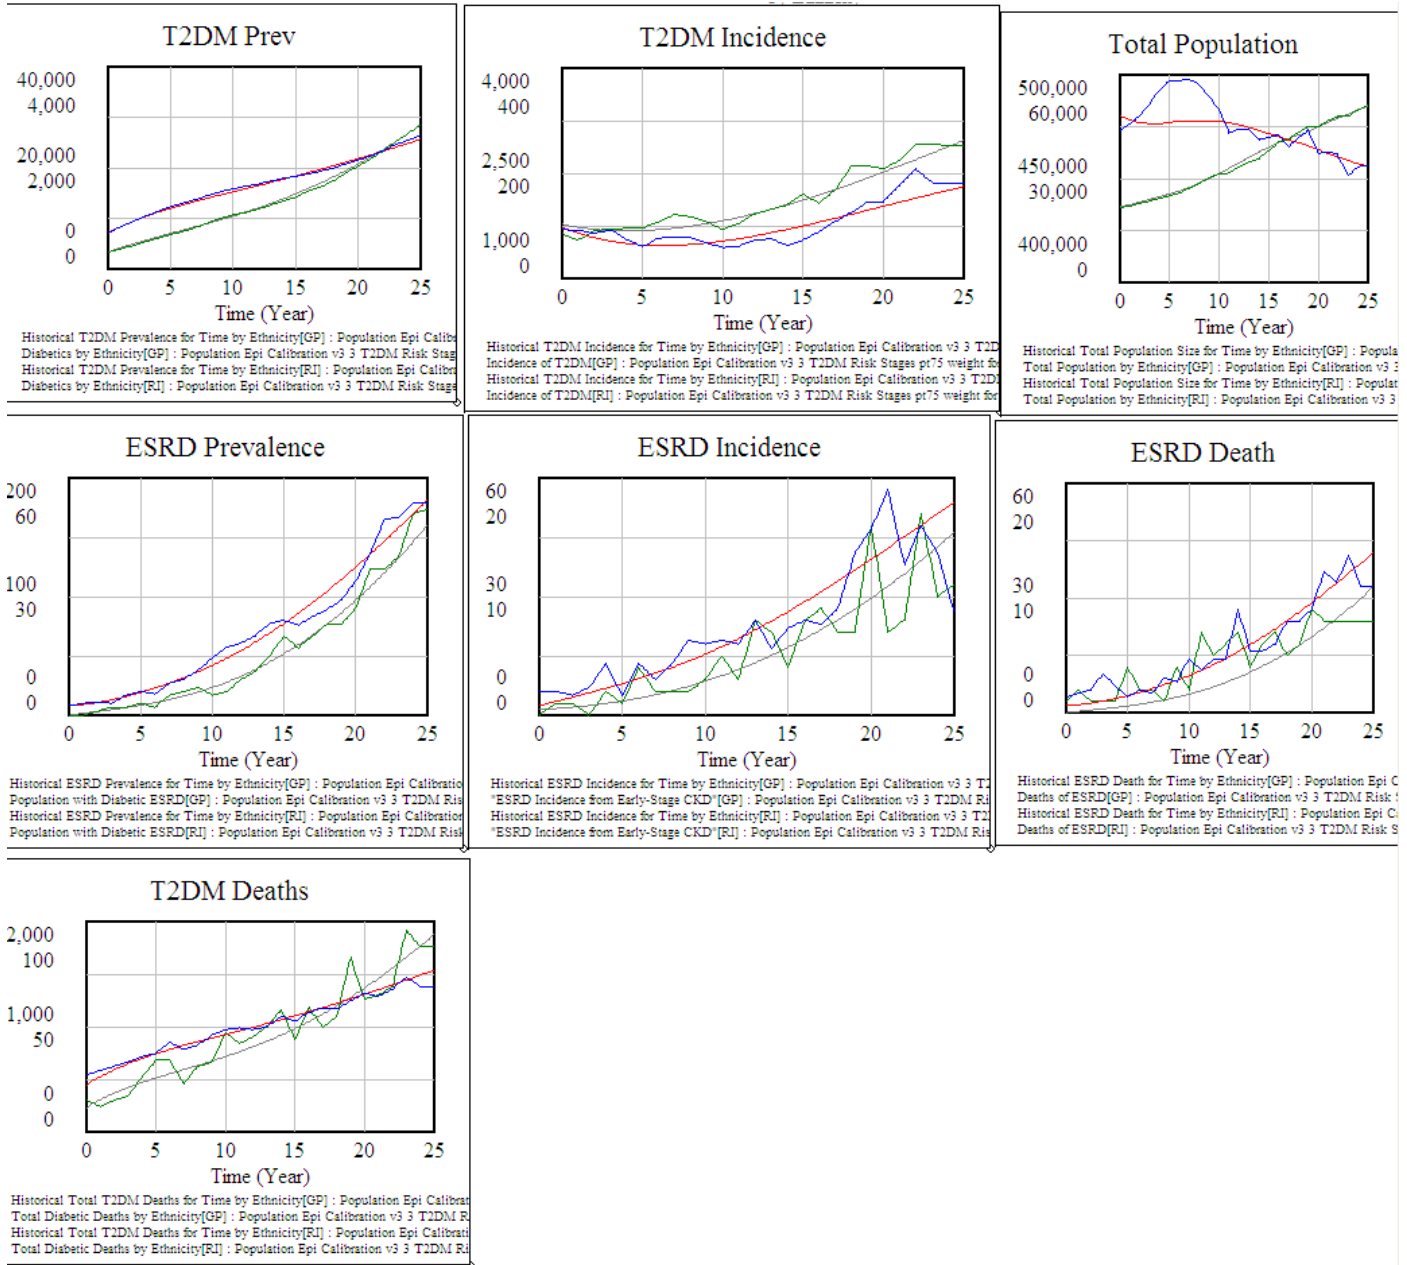 T2DM Prev
40,000
4,000
20,000
2,000
0
0
0 5 10 15 20 25
Time (Year)
Historical T2DM Prevalence for Time by Ethnicity[GP] : Population Epi Calibr
Diabetics by Ethnicity[GP] : Population Epi Calibration v3 3 T2DM Risk Stag
Historical T2DM Prevalence for Time by Ethnicity[RI] : Population Epi Calibr
Diabetics by Ethnicity[RI] : Population Epi Calibration v3 3 T2DM Risk Stage
T2DM Incidence
4,000
400
2,500
200
1,000
0
0 5 10 15 20 25
Time (Year)
Historical T2DM Incidence for Time by Ethnicity[GP] : Population Epi Calibration v3 3 T2D
Incidence of T2DM[GP] : Population Epi Calibration v3 3 T2DM Risk Stages pt75 weight for
Historical T2DM Incidence for Time by Ethnicity[RI] : Population Epi Calibration v3 3 T2D
Incidence of T2DM[RI] : Population Epi Calibration v3 3 T2DM Risk Stages pt75 weight for
Total Population
500,000
60,000
450,000
30,000
400,000
0
0 5 10 15 20 25
Time (Year)
Historical Total Population Size for Time by Ethnicity[GP] : Popula
Total Population by Ethnicity[GP] : Population Epi Calibration v3 3
Historical Total Population Size for Time by Ethnicity[RI] : Populat
Total Population by Ethnicity[RI] : Population Epi Calibration v3 3
ESRD Prevalence
200
60
100
30
0
0
0 5 10 15 20 25
Time (Year)
Historical ESRD Prevalence for Time by Ethnicity[GP] : Population Epi Calibratio
Population with Diabetic ESRD[GP] : Population Epi Calibration v3 3 T2DM Ris
Historical ESRD Prevalence for Time by Ethnicity[RI] : Population Epi Calibration
Population with Diabetic ESRD[RI] : Population Epi Calibration v3 3 T2DM Risk
ESRD Incidence
60
20
30
10
0
0
0 5 10 15 20 25
Time (Year)
Historical ESRD Incidence for Time by Ethnicity[GP] : Population Epi Calibration v3 3 T2
"ESRD Incidence from Early-Stage CKD"[GP] : Population Epi Calibration v3 3 T2DM Ri
Historical ESRD Incidence for Time by Ethnicity[RI] : Population Epi Calibration v3 3 T2
"ESRD Incidence from Early-Stage CKD"[RI] : Population Epi Calibration v3 3 T2DM Ris
ESRD Death
60
20
30
10
0
0
0 5 10 15 20 25
Time (Year)
Historical ESRD Death for Time by Ethnicity[GP] : Population Epi C
Deaths of ESRD[GP] : Population Epi Calibration v3 3 T2DM Risk S
Historical ESRD Death for Time by Ethnicity[RI] : Population Epi C
Deaths of ESRD[RI] : Population Epi Calibration v3 3 T2DM Risk S
T2DM Deaths
2,000
100
1,000
50
0
0
0 5 10 15 20 25
Time (Year)
Historical Total T2DM Deaths for Time by Ethnicity[GP] : Population Epi Calibrat
Total Diabetic Deaths by Ethnicity[GP] : Population Epi Calibration v3 3 T2DM R
Historical Total T2DM Deaths for Time by Ethnicity[RI] : Population Epi Calibrati
Total Diabetic Deaths by Ethnicity[RI] : Population Epi Calibration v3 3 T2DM Ri